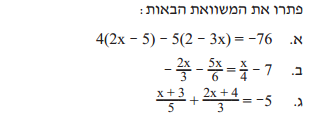 פתרו את המשוואת הבאות:
א. 4(2x − 5) − 5(2 − 3x) = −76
ב. − 2x/3 − 5x/6 = x/4 − 7
ג. x + 3/5 + 2x + 4/3 = −5